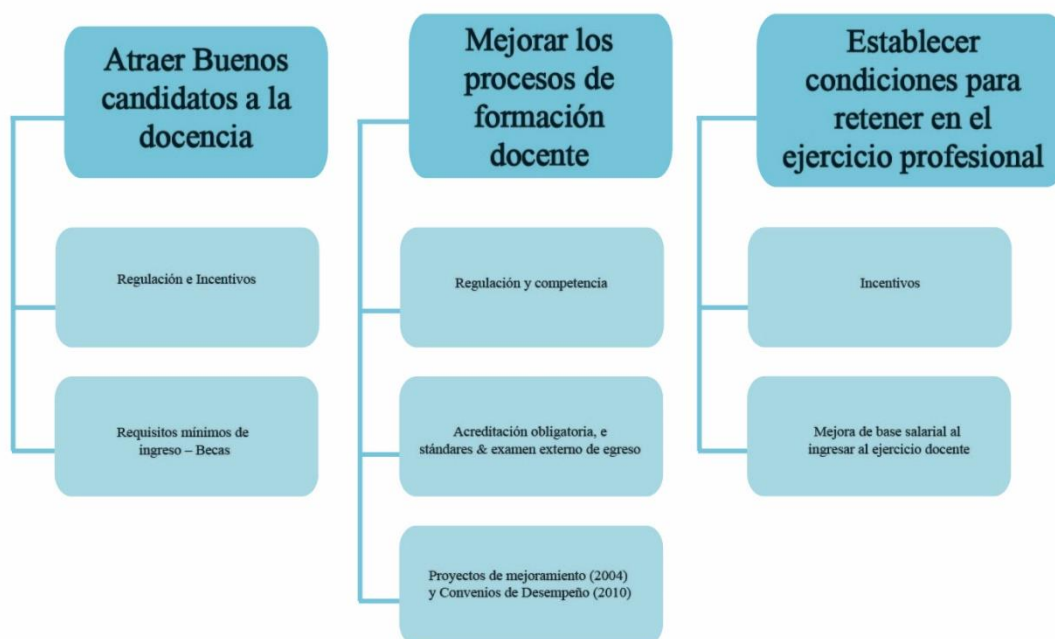 Atraer Buenos
candidatos a la
docencia
Regulación e Incentivos
Requisitos mínimos de
ingreso – Becas
Mejorar los
procesos de
formación
docente
Regulación y competencia
Acreditación obligatoria, e
stándares & examen externo de egreso
Proyectos de mejoramiento (2004)
y Convenios de Desempeño (2010)
Establecer
condiciones para
retener en el
ejercicio profesional
Incentivos
Mejora de base salarial al
ingresar al ejercicio docente